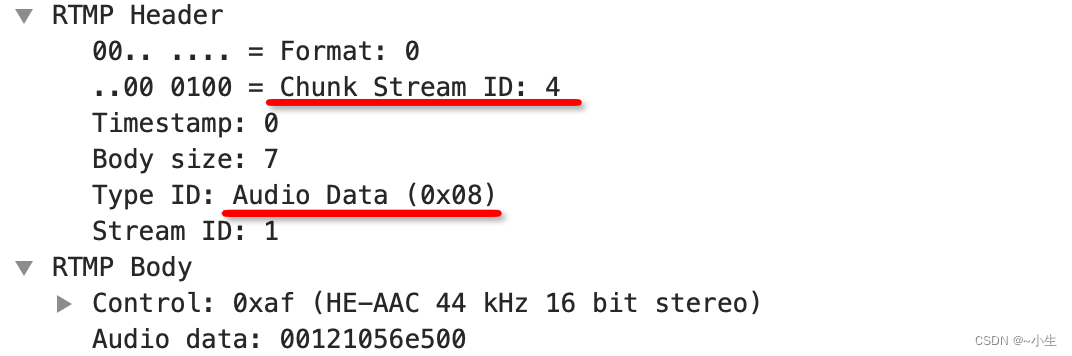 RTMP Header
00.. .... = Format: 0
..00 0100 = Chunk Stream ID: 4
Timestamp: 0
Body size: 7
Type ID: Audio Data (0x08)
Stream ID: 1
RTMP Body
Control: 0xaf (HE-AAC 44 kHz 16 bit stereo)
Audio data: 00121056e500
CSDN @~小生